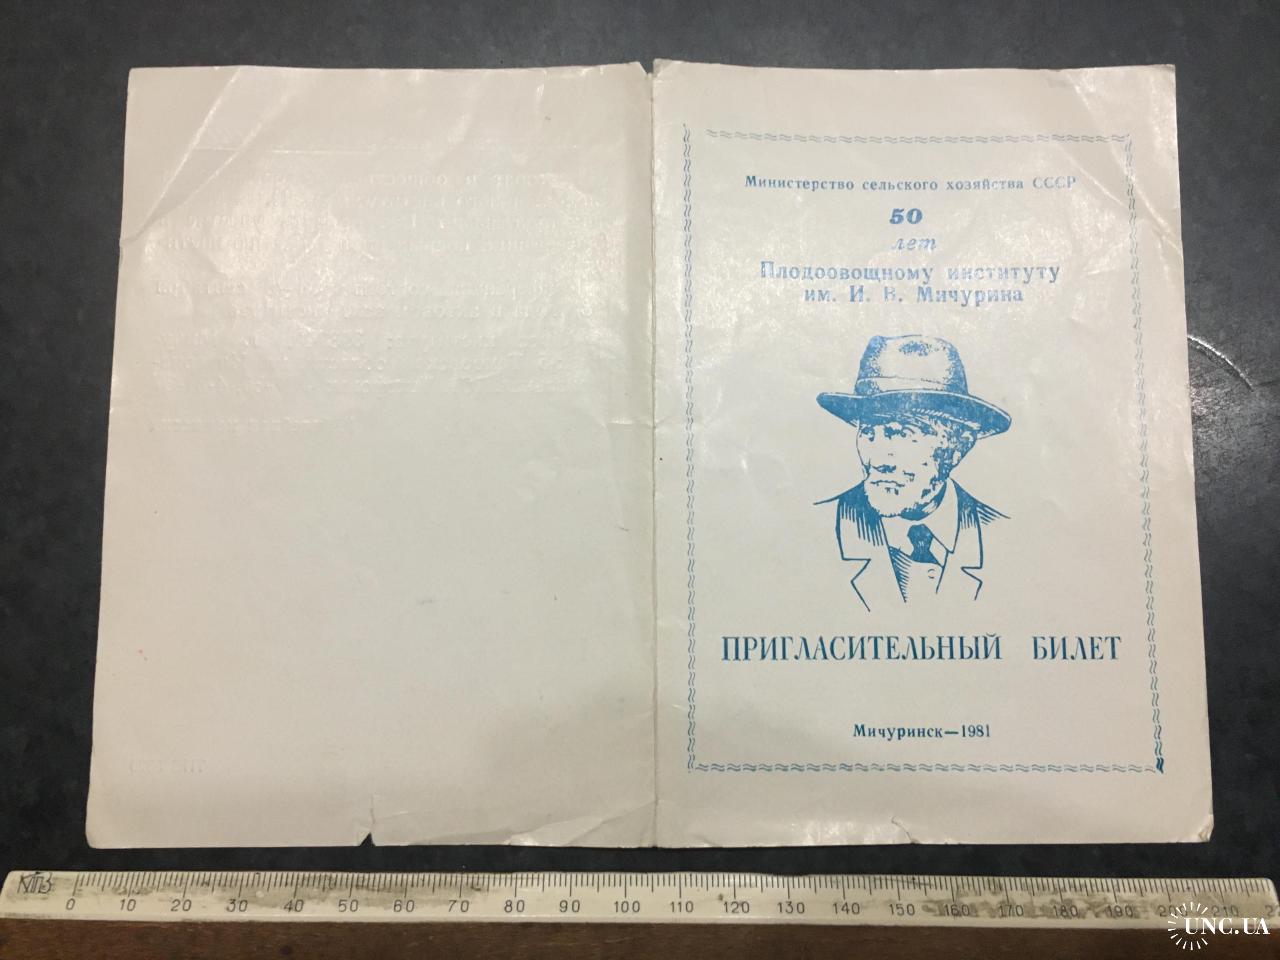 Министерство сельского хозяйства СССР
50
лет
Плодоовощному институту
им. И. В. Мичурина
ПРИГЛАСИТЕЛЬНЫЙ БИЛЕТ
Мичуринск—1981
0 10 20 30 40 50 60 70 80 90 100 110 120 130 140 150 160 170 180 190 200 210
UNC.UA